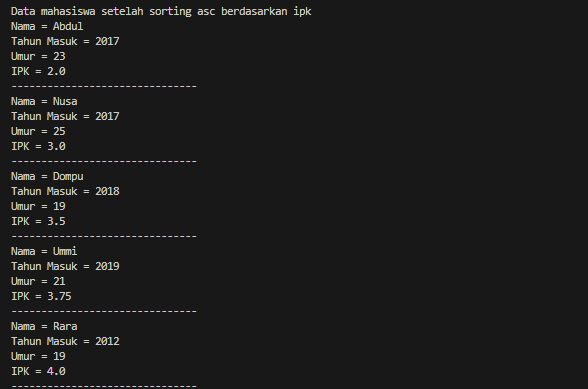 Data mahasiswa setelah sorting asc berdasarkan ipk
Nama = Abdul
Tahun Masuk = 2017
Umur = 23
IPK = 2.0
-------------------------------
Nama = Nusa
Tahun Masuk = 2017
Umur = 25
IPK = 3.0
-------------------------------
Nama = Dompu
Tahun Masuk = 2018
Umur = 19
IPK = 3.5
-------------------------------
Nama = Ummi
Tahun Masuk = 2019
Umur = 21
IPK = 3.75
-------------------------------
Nama = Rara
Tahun Masuk = 2012
Umur = 19
IPK = 4.0
-------------------------------